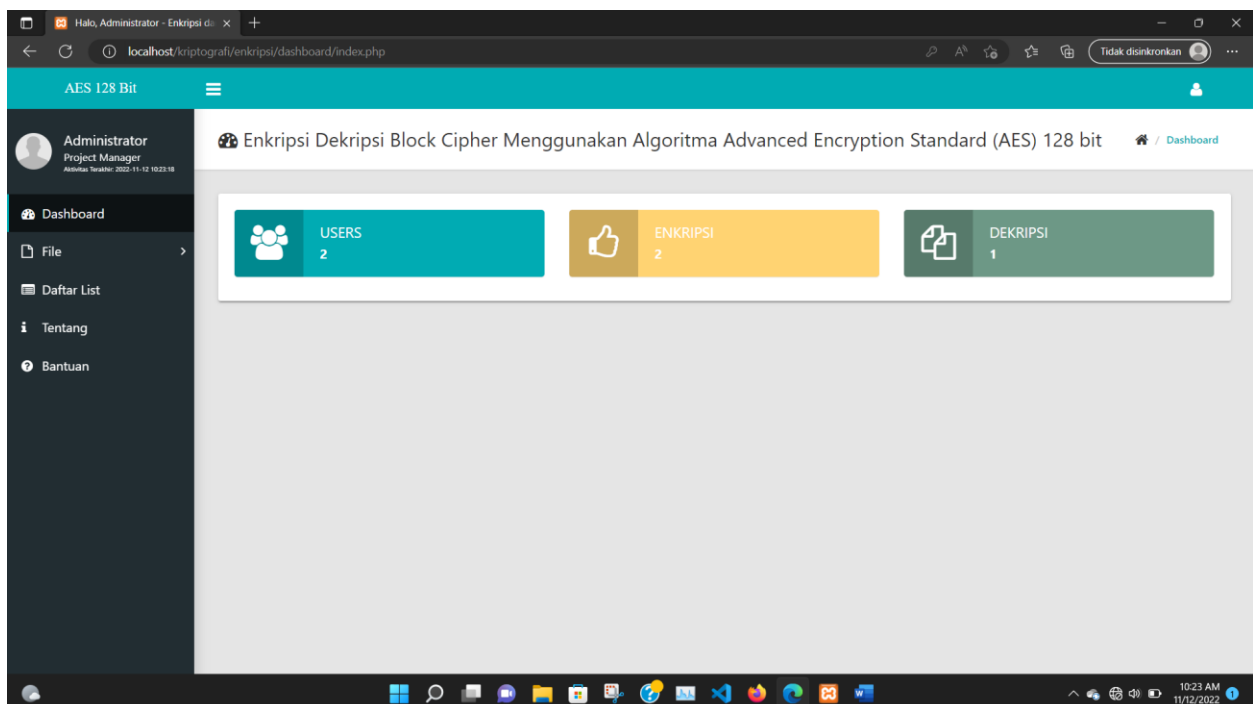 Halo, Administrator - Enkripsi da
localhost/kriptografi/enkripsi/dashboard/index.php
Tidak disinkronkan
AES 128 Bit
Administrator
Project Manager
Aktivitas Terakhir: 2022-11-12 10:23:18
Enkripsi Dekripsi Block Cipher Menggunakan Algoritma Advanced Encryption Standard (AES) 128 bit
/ Dashboard
Dashboard
File
Daftar List
Tentang
Bantuan
USERS
2
ENKRIPSI
2
DEKRIPSI
1
10:23 AM
11/12/2022
1